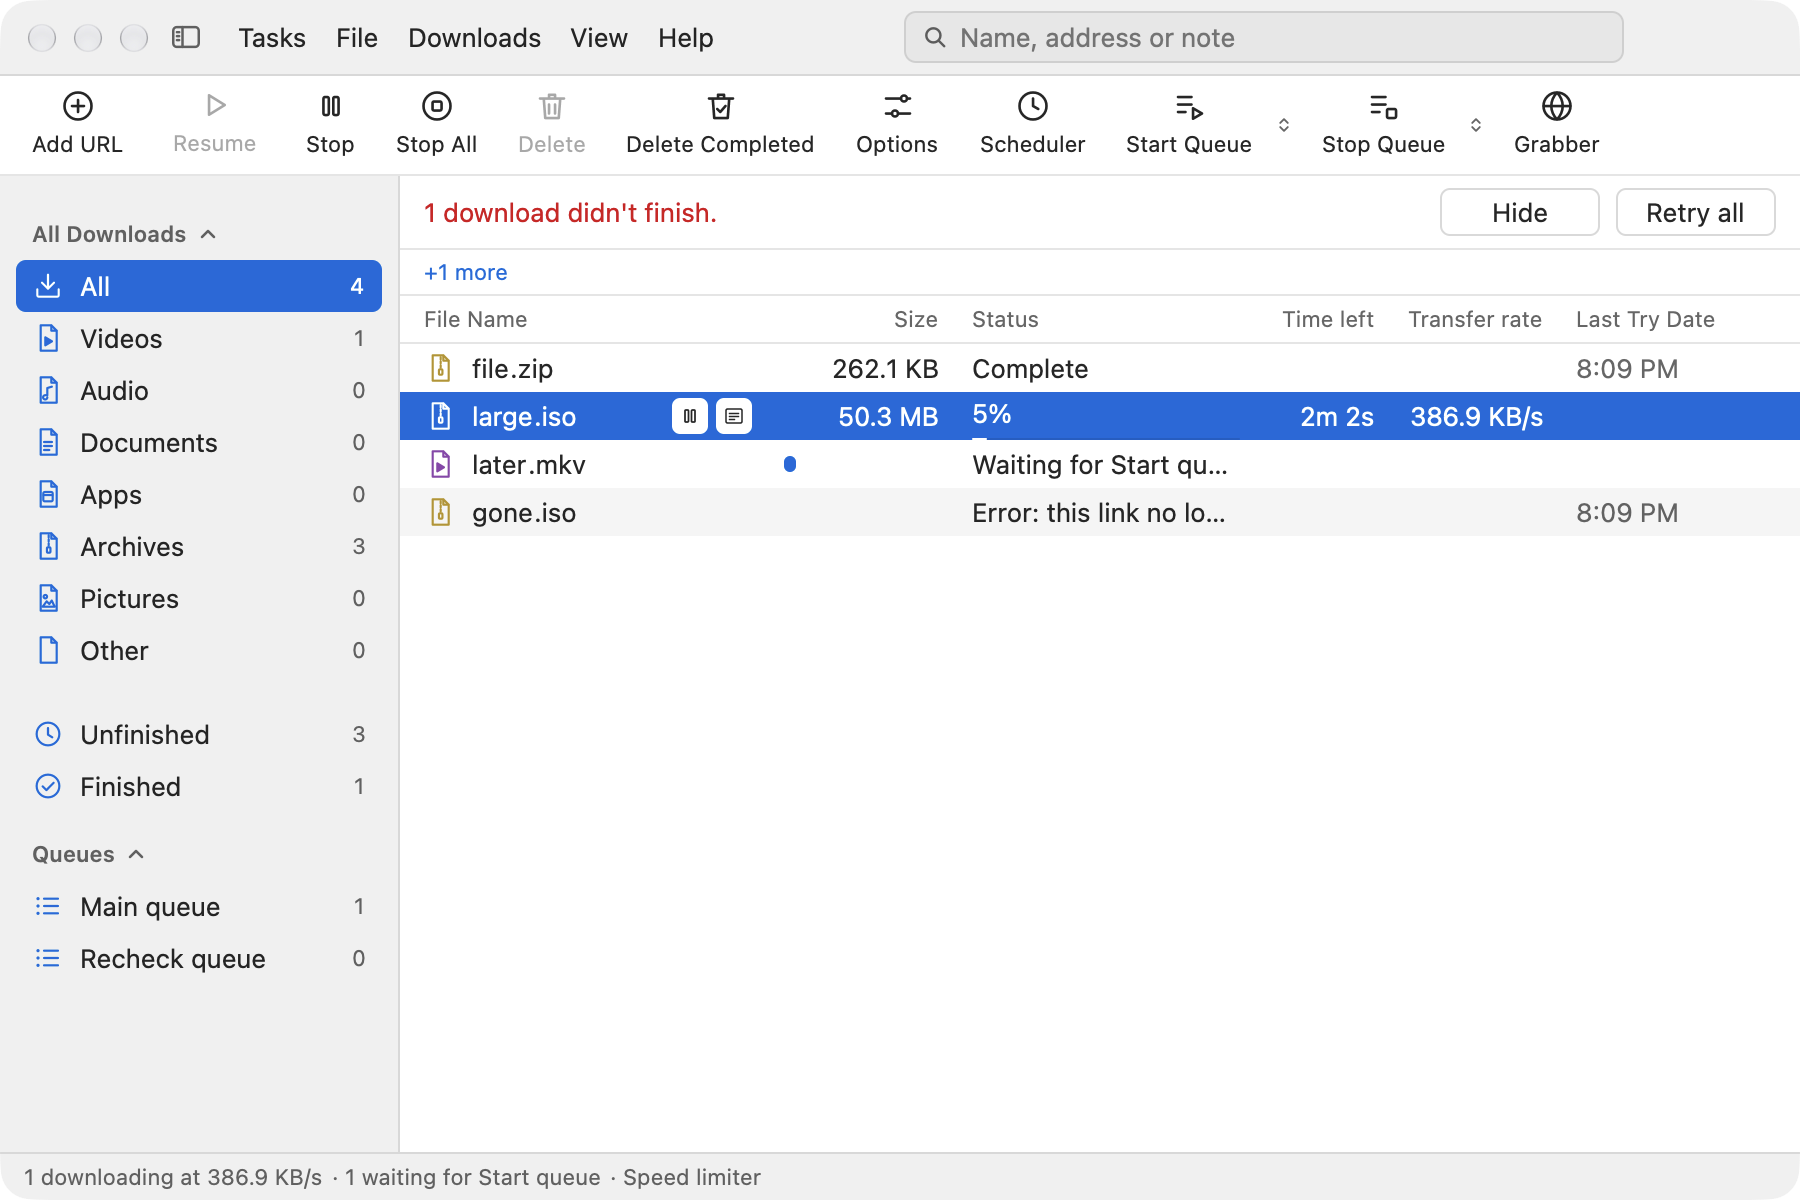 Tasks File Downloads View Help Name, address or note
Add URL Resume Stop Stop All Delete Delete Completed Options Scheduler Start Queue Stop Queue Grabber
All Downloads
All 4
Videos 1
Audio 0
Documents 0
Apps 0
Archives 3
Pictures 0
Other 0
Unfinished 3
Finished 1
Queues
Main queue 1
Recheck queue 0
1 download didn't finish. Hide Retry all
+1 more
File Name Size Status Time left Transfer rate Last Try Date
file.zip 262.1 KB Complete 8:09 PM
large.iso 50.3 MB 5% 2m 2s 386.9 KB/s
later.mkv Waiting for Start qu...
gone.iso Error: this link no lo... 8:09 PM
1 downloading at 386.9 KB/s · 1 waiting for Start queue · Speed limiter